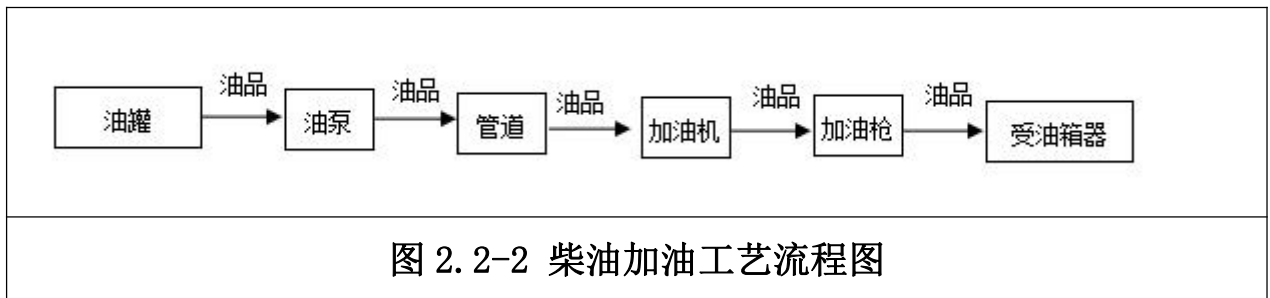 油品 油品 油品 油品 油品
油罐 油泵 管道 加油机 加油枪 受油箱器
图 2.2-2 柴油加油工艺流程图